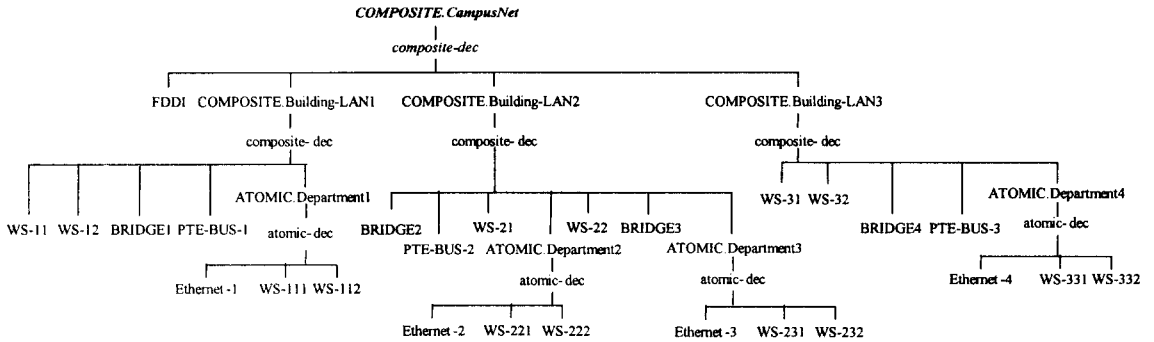 COMPOSITE.CampusNet
composite-dec
FDDI COMPOSITE.Building-LAN1 COMPOSITE.Building-LAN2 COMPOSITE.Building-LAN3
composite- dec composite- dec composite- dec
ATOMIC.Department1 WS-31 WS-32 ATOMIC.Department4
WS-11 WS-12 BRIDGE1 PTE-BUS-1 atomic-dec BRIDGE2 WS-21 WS-22 BRIDGE3 BRIDGE4 PTE-BUS-3 atomic-dec
PTE-BUS-2 ATOMIC.Department2 ATOMIC.Department3
Ethernet -1 WS-111 WS-112 atomic-dec atomic-dec Ethernet -4 WS-331 WS-332
Ethernet -2 WS-221 WS-222 Ethernet -3 WS-231 WS-232